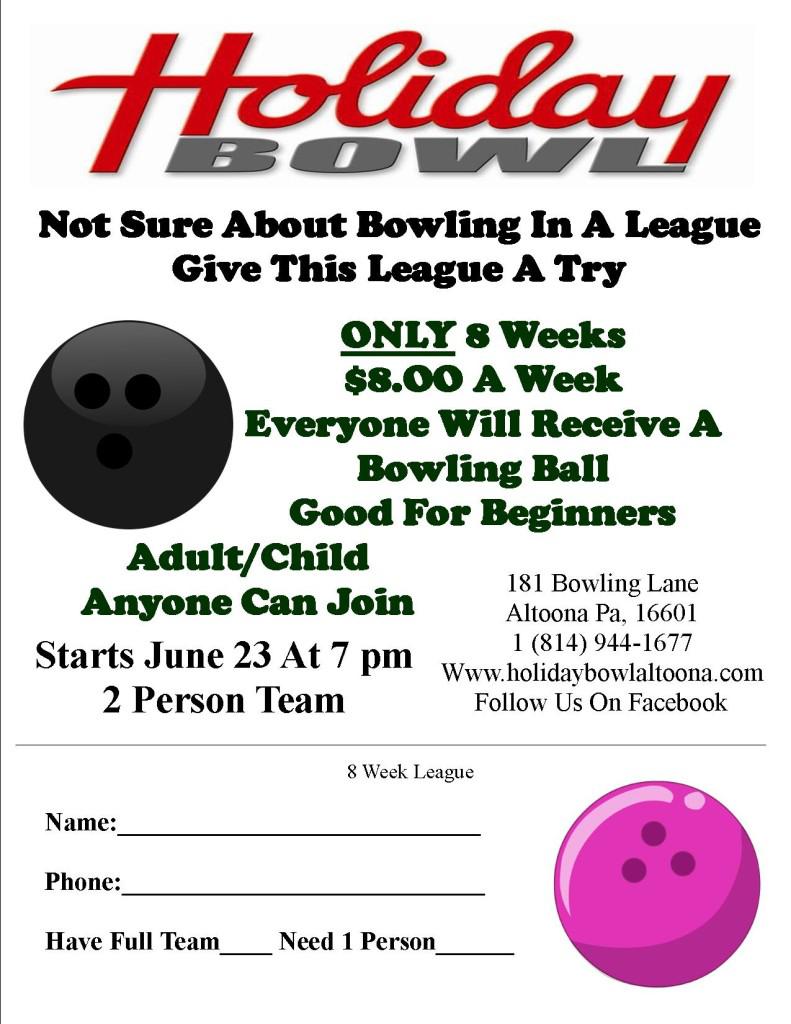 Holiday
BOWL
Not Sure About Bowling In A League
Give This League A Try
ONLY 8 Weeks
$8.00 A Week
Everyone Will Receive A
Bowling Ball
Good For Beginners
Adult/Child
Anyone Can Join
Starts June 23 At 7 pm
2 Person Team
181 Bowling Lane
Altoona Pa, 16601
1 (814) 944-1677
Www.holidaybowlaltoona.com
Follow Us On Facebook
8 Week League
Name:____________________________
Phone:____________________________
Have Full Team____ Need 1 Person______